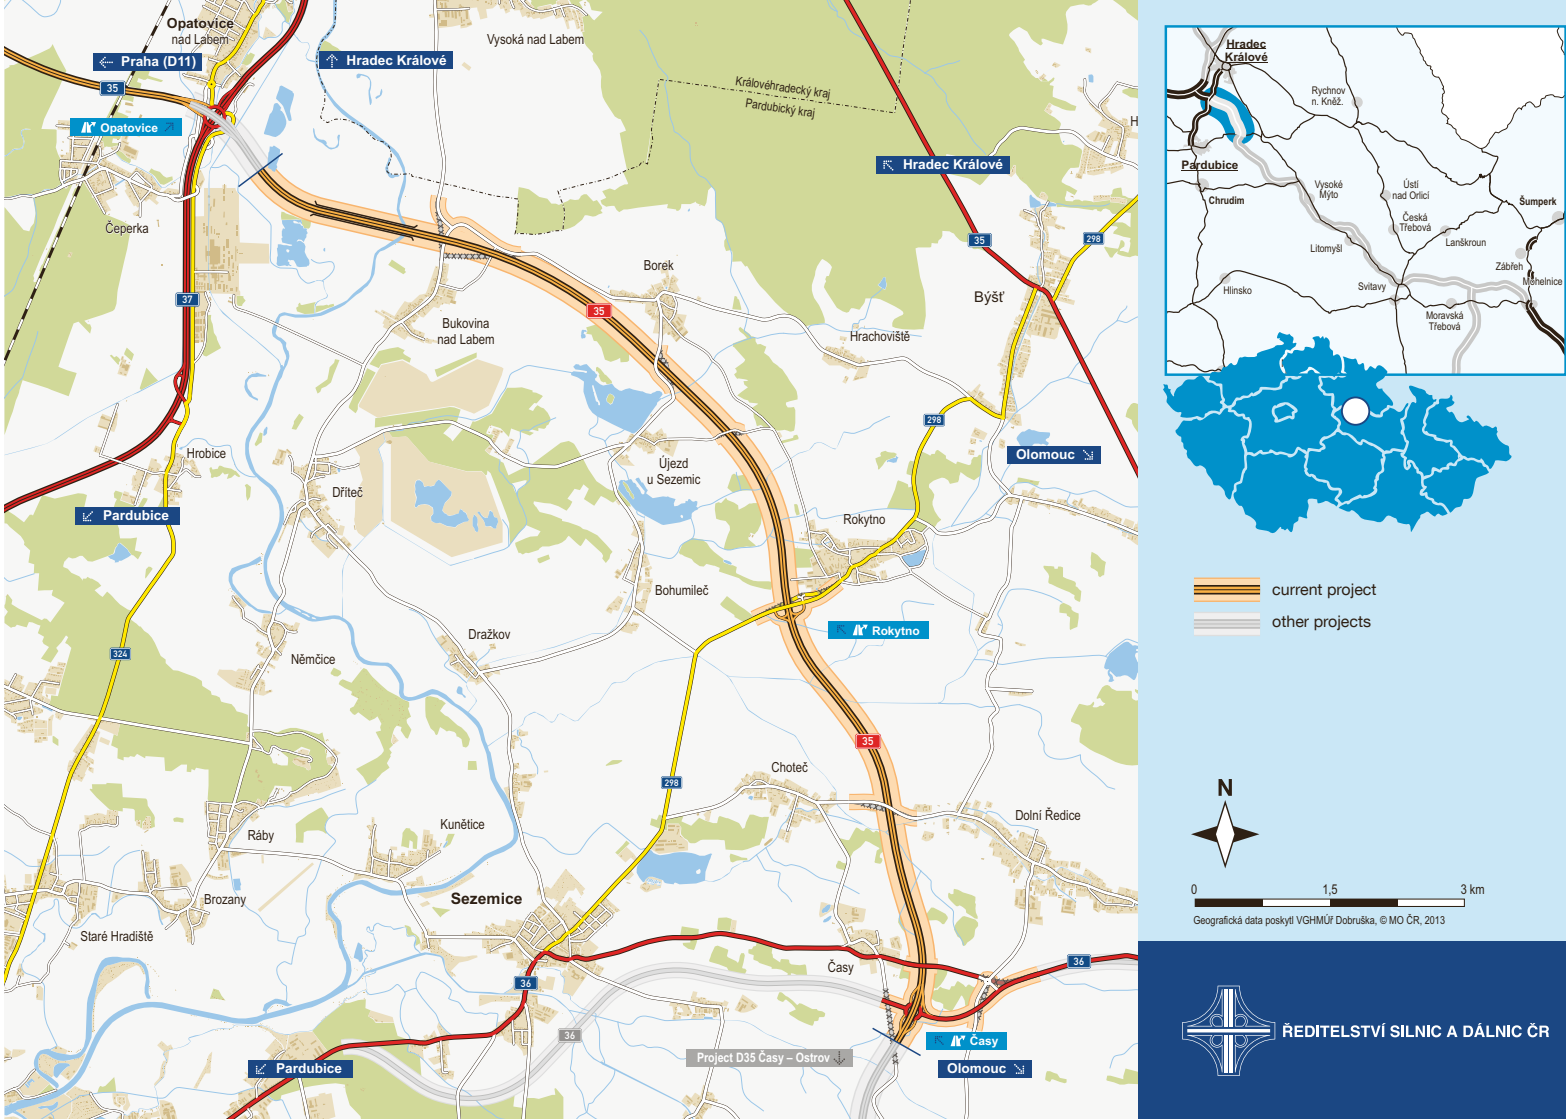 Opatovice
nad Labem
Praha (D11)
Hradec Králové
Vysoká nad Labem
35
Opatovice
Královéhradecký kraj
Pardubický kraj
H
Hradec Králové
Čeperka
35
298
37
Borek
Býšť
35
Bukovina
nad Labem
Hrachoviště
298
Hrobice
Olomouc
Újezd
u Sezemic
Dříteč
Pardubice
Rokytno
Bohumileč
Rokytno
Dražkov
324
Němčice
35
Choteč
298
Dolní Ředice
Kunětice
Ráby
Sezemice
Brozany
Staré Hradiště
Časy
36
36
36
Časy
Project D35 Časy – Ostrov
Pardubice
Olomouc
Hradec
Králové
Rychnov
n. Kněž.
Pardubice
Chrudim
Vysoké
Mýto
Ústí
nad Orlicí
Šumperk
Česká
Třebová
Litomyšl
Lanškroun
Zábřeh
Mohelnice
Hlinsko
Svitavy
Moravská
Třebová
current project
other projects
N
0 1,5 3 km
Geografická data poskytl VGHMÚř Dobruška, © MO ČR, 2013
ŘEDITELSTVÍ SILNIC A DÁLNIC ČR